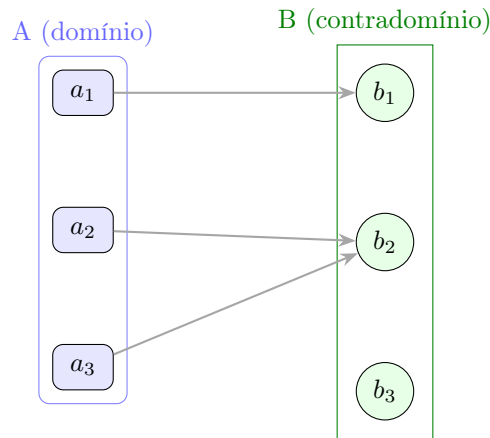 A (domínio)
B (contradomínio)
a₁
b₁
a₂
b₂
a₃
b₃